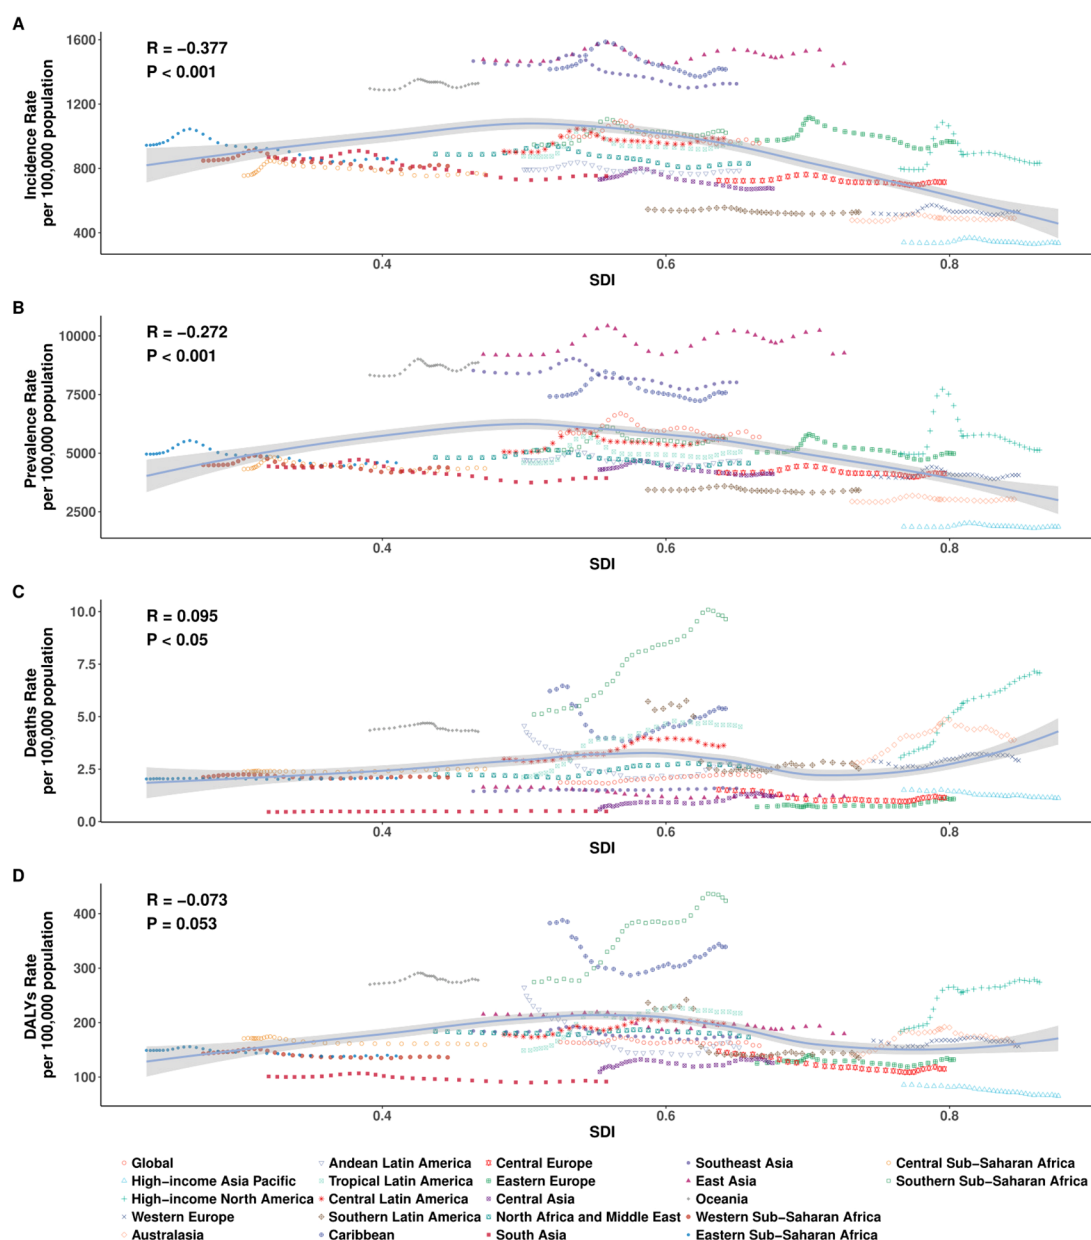 A
R = −0.377
P < 0.001
Incidence Rate
per 100,000 population
1600
1200
800
400
0.4 0.6 0.8
SDI
B
R = −0.272
P < 0.001
Prevalence Rate
per 100,000 population
10000
7500
5000
2500
0.4 0.6 0.8
SDI
C
R = 0.095
P < 0.05
Deaths Rate
per 100,000 population
10.0
7.5
5.0
2.5
0.0
0.4 0.6 0.8
SDI
D
R = −0.073
P = 0.053
DALYs Rate
per 100,000 population
400
300
200
100
0.4 0.6 0.8
SDI
Global Andean Latin America Central Europe Southeast Asia Central Sub−Saharan Africa
High−income Asia Pacific Tropical Latin America Eastern Europe East Asia Southern Sub−Saharan Africa
High−income North America Central Latin America Central Asia Oceania
Western Europe Southern Latin America North Africa and Middle East Western Sub−Saharan Africa
Australasia Caribbean South Asia Eastern Sub−Saharan Africa